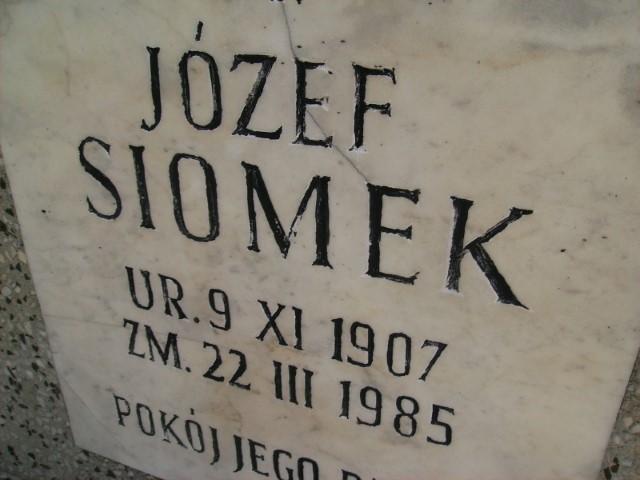 JÓZEF
SIOMEK
UR. 9 XI 1907
ZM. 22 III 1985
POKÓJ JEGO